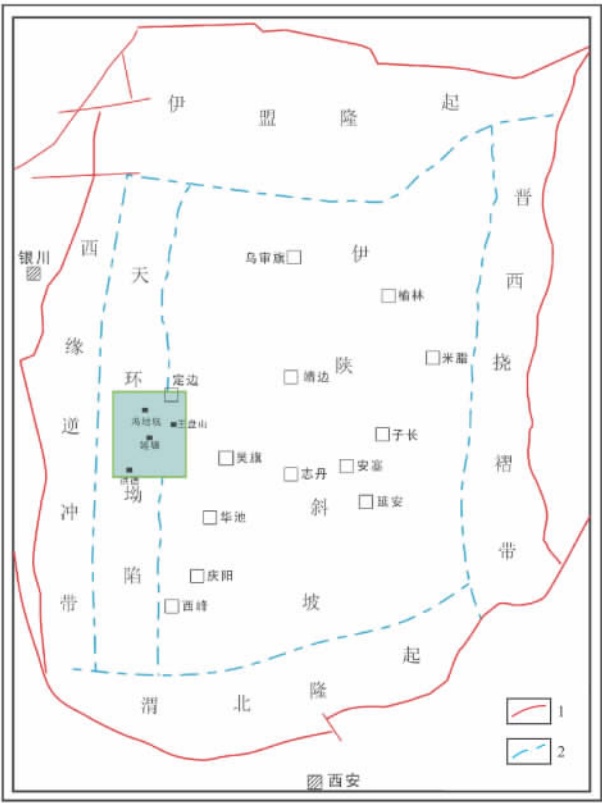 伊盟隆起
晋西挠褶带
西缘逆冲带
天环坳陷
伊陕斜坡
渭北隆起
银川
乌审旗
榆林
米脂
定边
靖边
王盘山
子长
吴旗
志丹
安塞
延安
华池
庆阳
西峰
西安
1
2